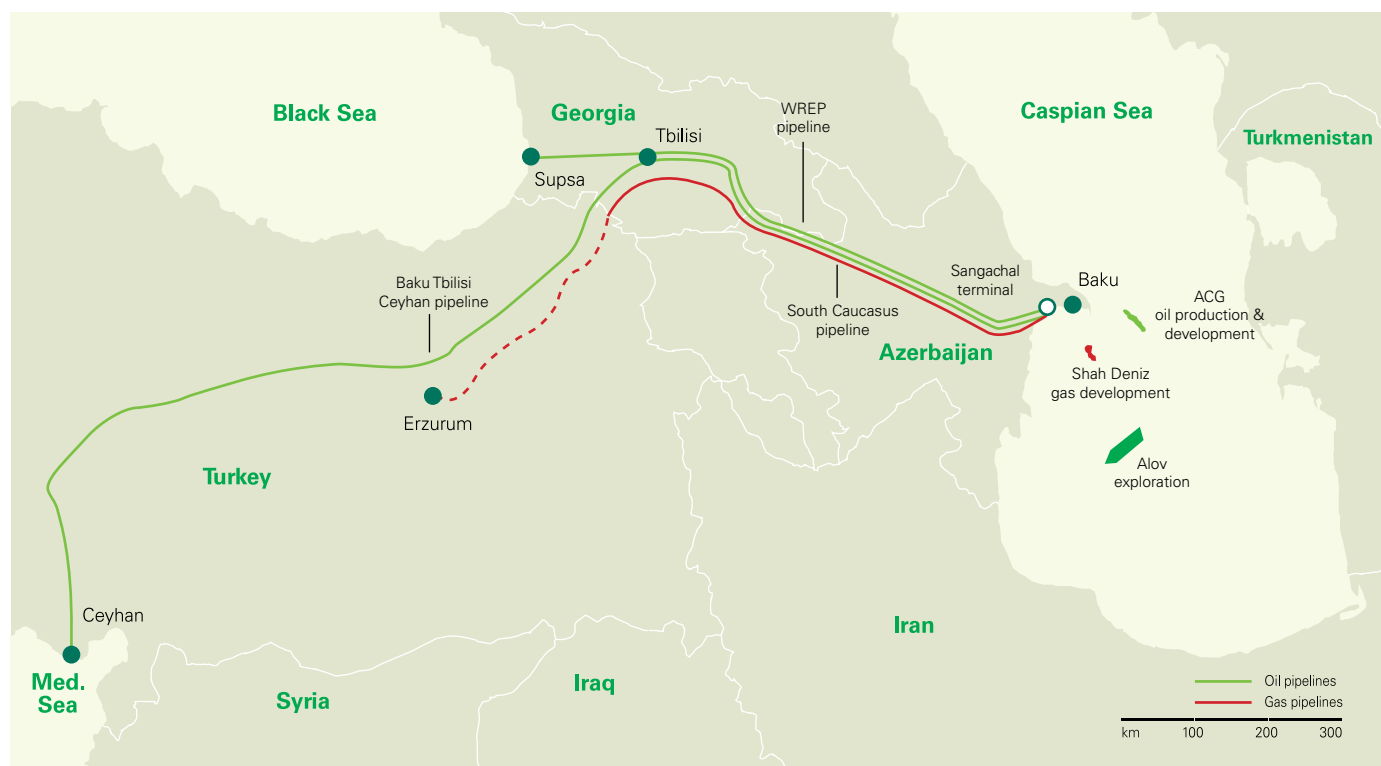 Black Sea
Georgia
WREP
pipeline
Caspian Sea
Turkmenistan
Tbilisi
Supsa
Baku Tbilisi
Ceyhan pipeline
Sangachal
terminal
Baku
ACG
oil production &
development
South Caucasus
pipeline
Azerbaijan
Shah Deniz
gas development
Erzurum
Turkey
Alov
exploration
Ceyhan
Iran
Med.
Sea
Syria
Iraq
Oil pipelines
Gas pipelines
km 100 200 300